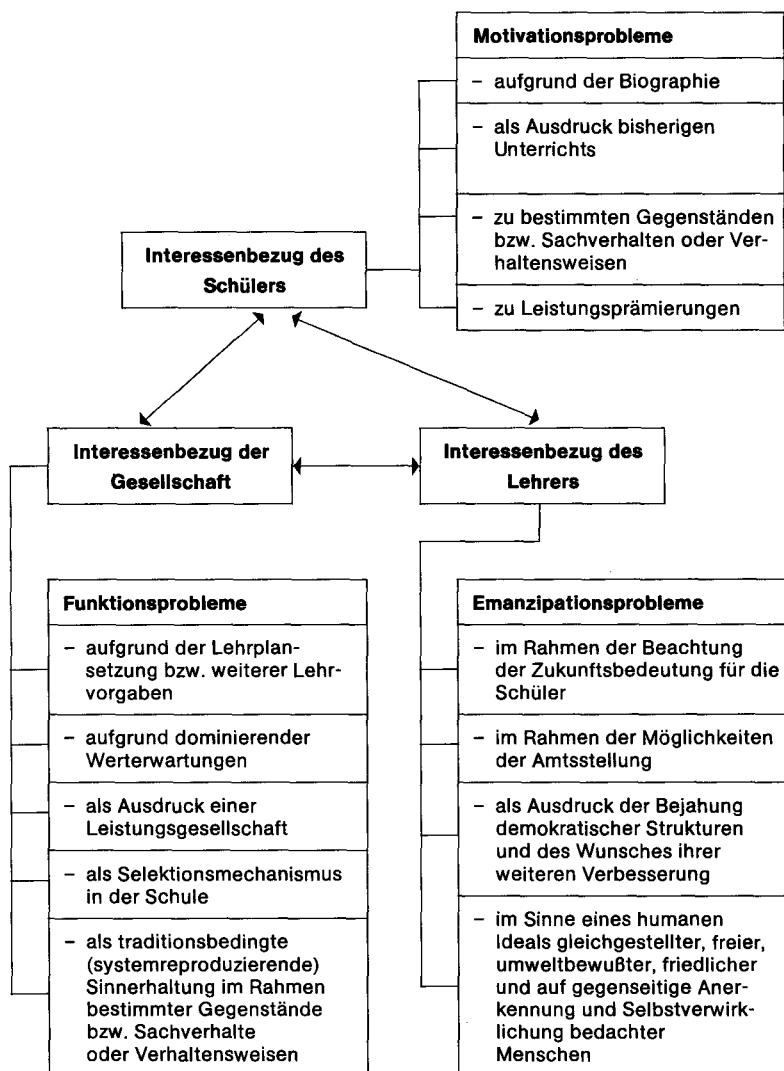 Motivationsprobleme
– aufgrund der Biographie
– als Ausdruck bisherigen
Unterrichts
– zu bestimmten Gegenständen
bzw. Sachverhalten oder Ver-
haltensweisen
– zu Leistungsprämierungen
Interessenbezug des
Schülers
Interessenbezug der
Gesellschaft
Interessenbezug des
Lehrers
Funktionsprobleme
– aufgrund der Lehrplan-
setzung bzw. weiterer Lehr-
vorgaben
– aufgrund dominierender
Werterwartungen
– als Ausdruck einer
Leistungsgesellschaft
– als Selektionsmechanismus
in der Schule
– als traditionsbedingte
(systemreproduzierende)
Sinnerhaltung im Rahmen
bestimmter Gegenstände
bzw. Sachverhalte
oder Verhaltensweisen
Emanzipationsprobleme
– im Rahmen der Beachtung
der Zukunftsbedeutung für die
Schüler
– im Rahmen der Möglichkeiten
der Amtsstellung
– als Ausdruck der Bejahung
demokratischer Strukturen
und des Wunsches ihrer
weiteren Verbesserung
– im Sinne eines humanen
Ideals gleichgestellter, freier,
umweltbewußter, friedlicher
und auf gegenseitige Aner-
kennung und Selbstverwirk-
lichung bedachter
Menschen